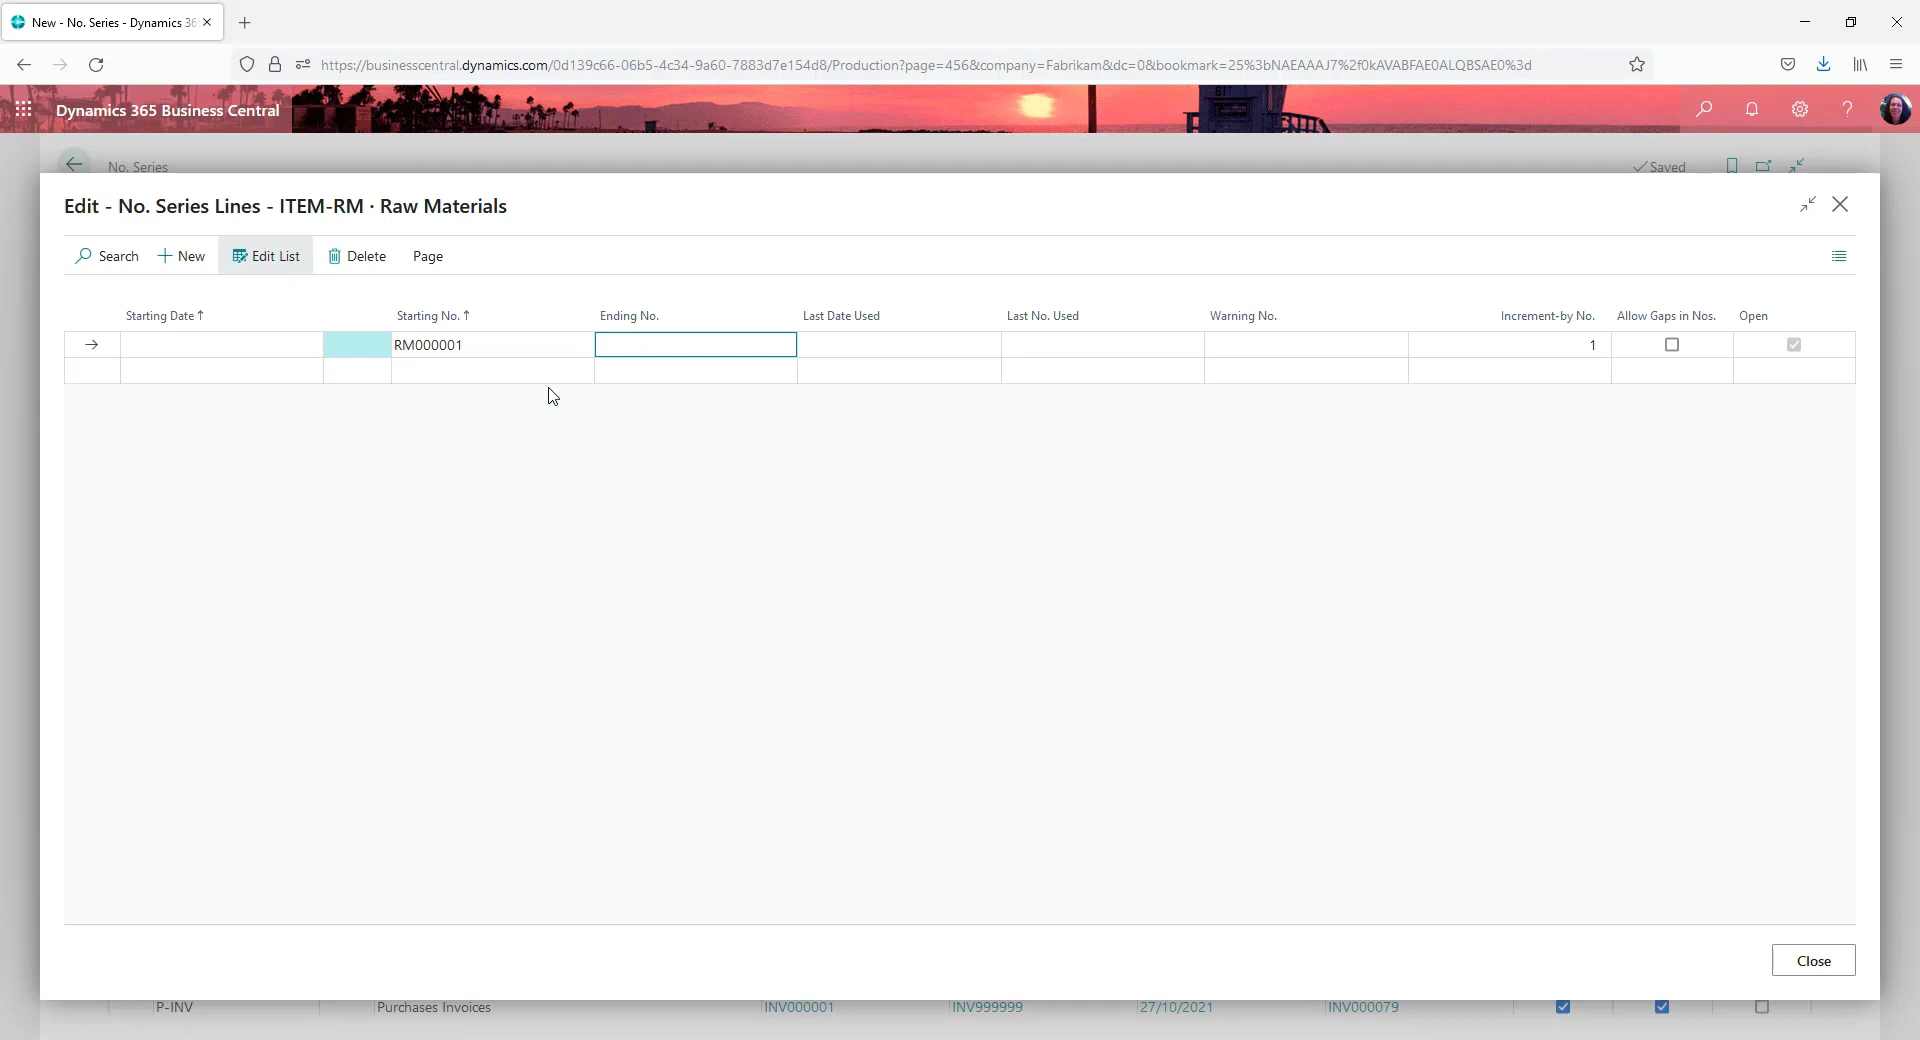 New - No. Series - Dynamics 36
https://businesscentral.dynamics.com/0d139c66-06b5-4c34-9a60-7883d7e154d8/Production?page=456&company=Fabrikam&dc=0&bookmark=25%3bNAEAAAJ7%2f0kAVABFAE0ALQBSAE0%3d
Dynamics 365 Business Central
No. Series
Saved
Edit - No. Series Lines - ITEM-RM · Raw Materials
Search New Edit List Delete Page
Starting Date Starting No. Ending No. Last Date Used Last No. Used Warning No. Increment-by No. Allow Gaps in Nos. Open
RM000001 1
Close
P-INV Purchases Invoices INV000001 INV999999 27/10/2021 INV000079